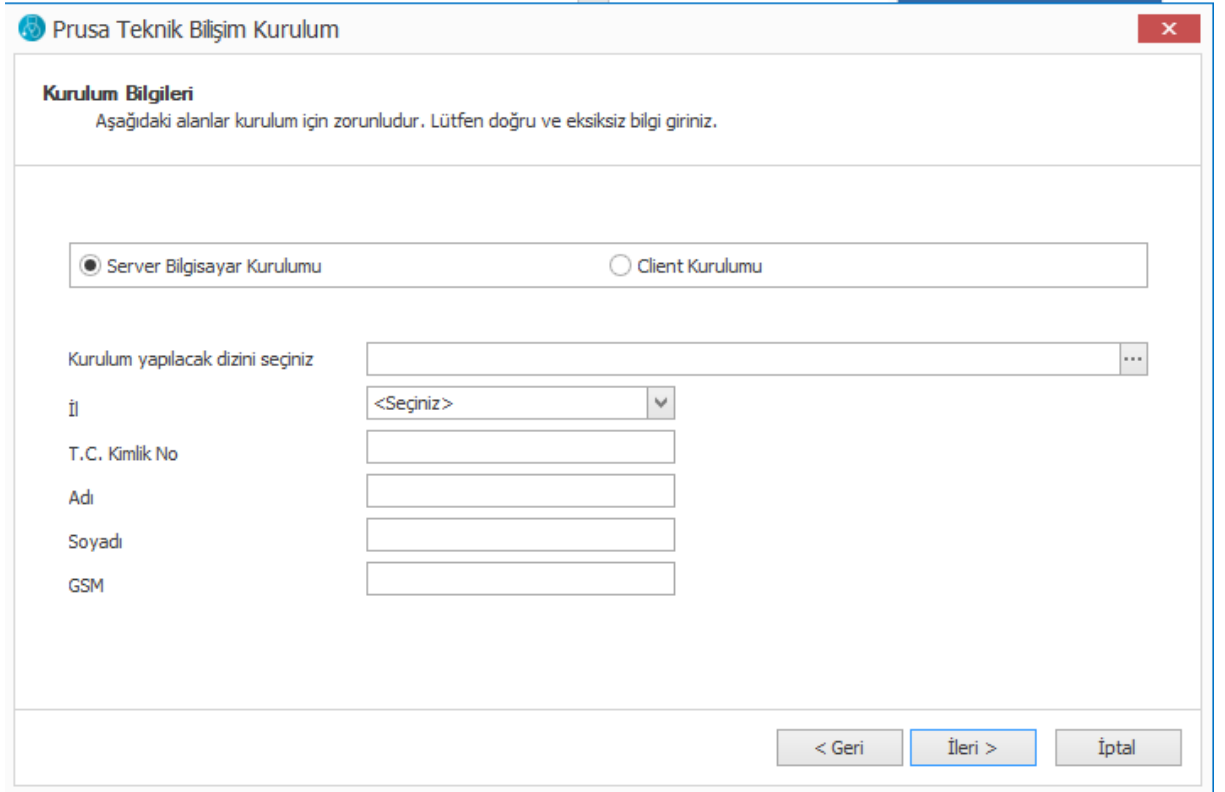 Prusa Teknik Bilişim Kurulum
Kurulum Bilgileri
Aşağıdaki alanlar kurulum için zorunludur. Lütfen doğru ve eksiksiz bilgi giriniz.
Server Bilgisayar Kurulumu Client Kurulumu
Kurulum yapılacak dizini seçiniz ...
İl <Seçiniz>
T.C. Kimlik No
Adı
Soyadı
GSM
< Geri İleri > İptal